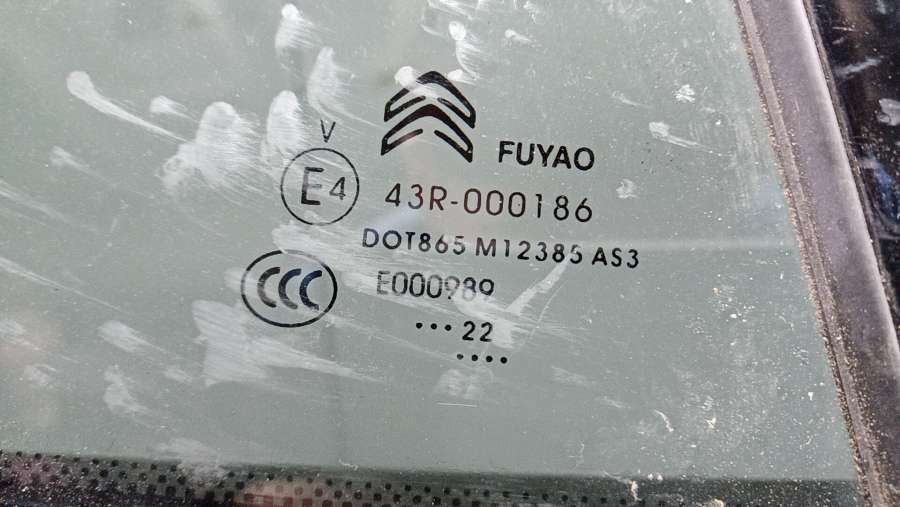 FUYAO
V
E4 43R-000186
DOT865 M12385 AS3
CCC E000989
•••22
••••